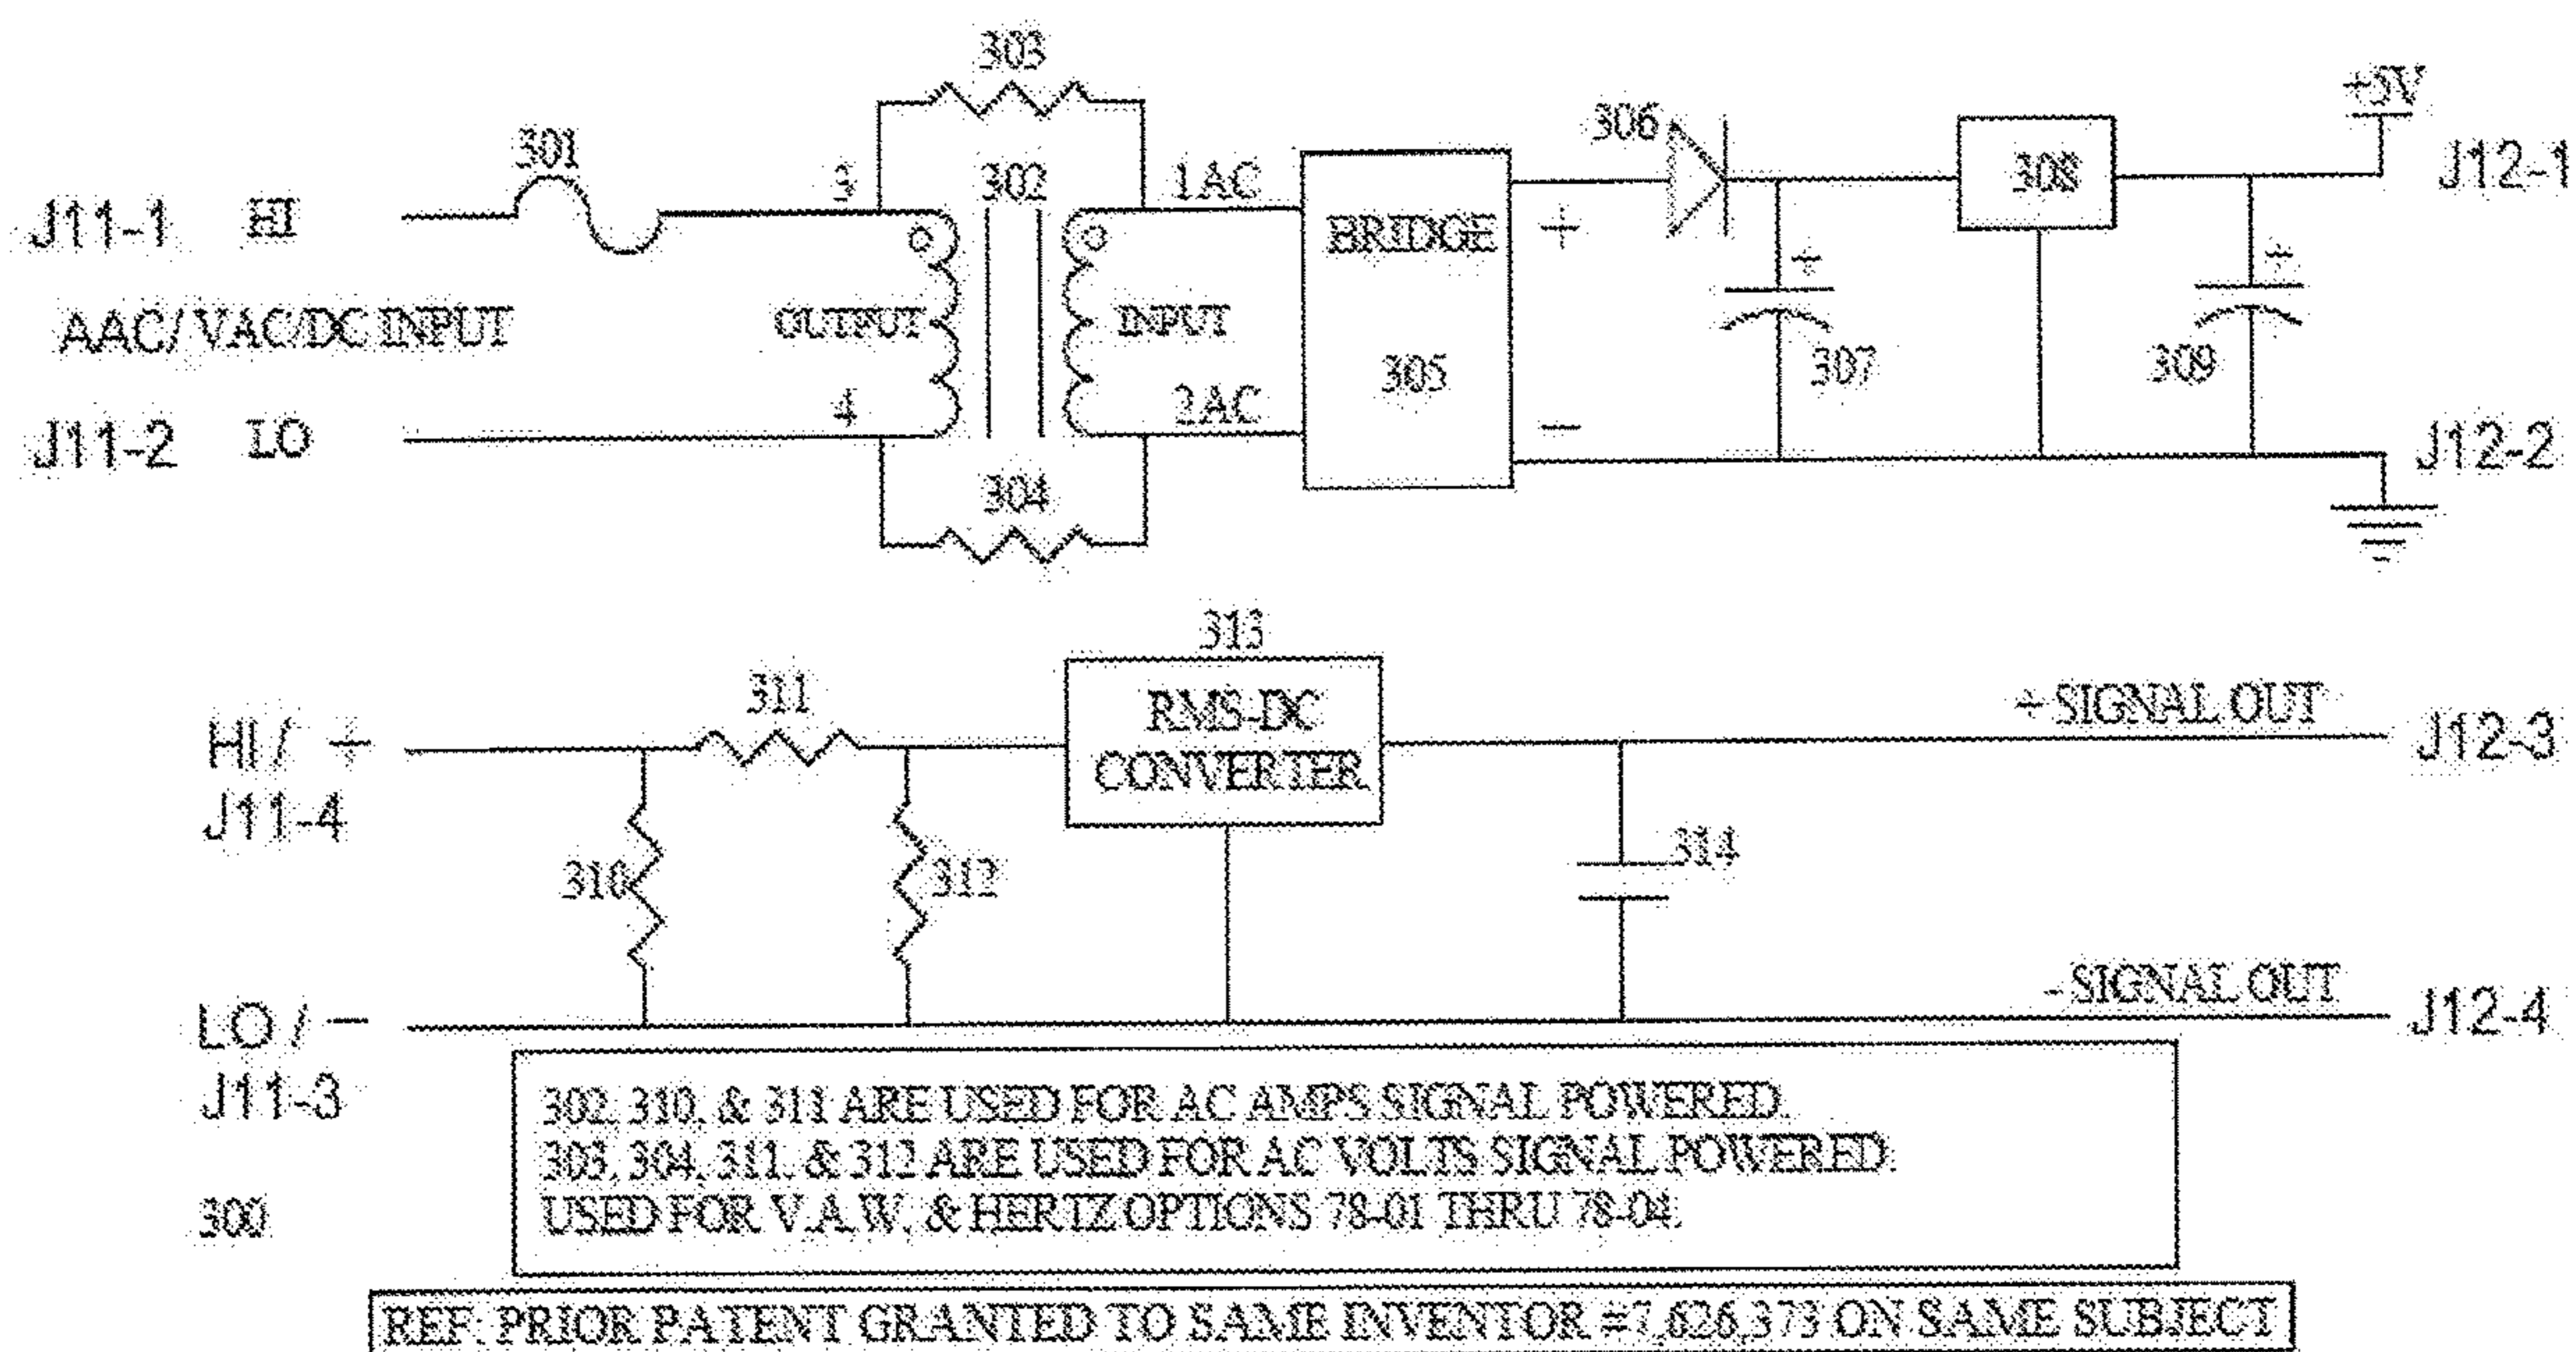 303
301
3
302
1AC
306
308
+5V
J12-1
J11-1 HI
BRIDGE
+
+
+
AAC/ VAC/DC INPUT
OUTPUT
INPUT
305
307
309
J11-2 LO
4
2AC
−
J12-2
304
313
311
RMS-DC
CONVERTER
+ SIGNAL OUT
HI / +
J12-3
J11-4
310
312
314
- SIGNAL OUT
LO / −
J12-4
J11-3
302, 310, & 311 ARE USED FOR AC AMPS SIGNAL POWERED.
303, 304, 311, & 312 ARE USED FOR AC VOLTS SIGNAL POWERED.
USED FOR V.A.W. & HERTZ OPTIONS 78-01 THRU 78-04.
300
REF. PRIOR PATENT GRANTED TO SAME INVENTOR #7,626,373 ON SAME SUBJECT